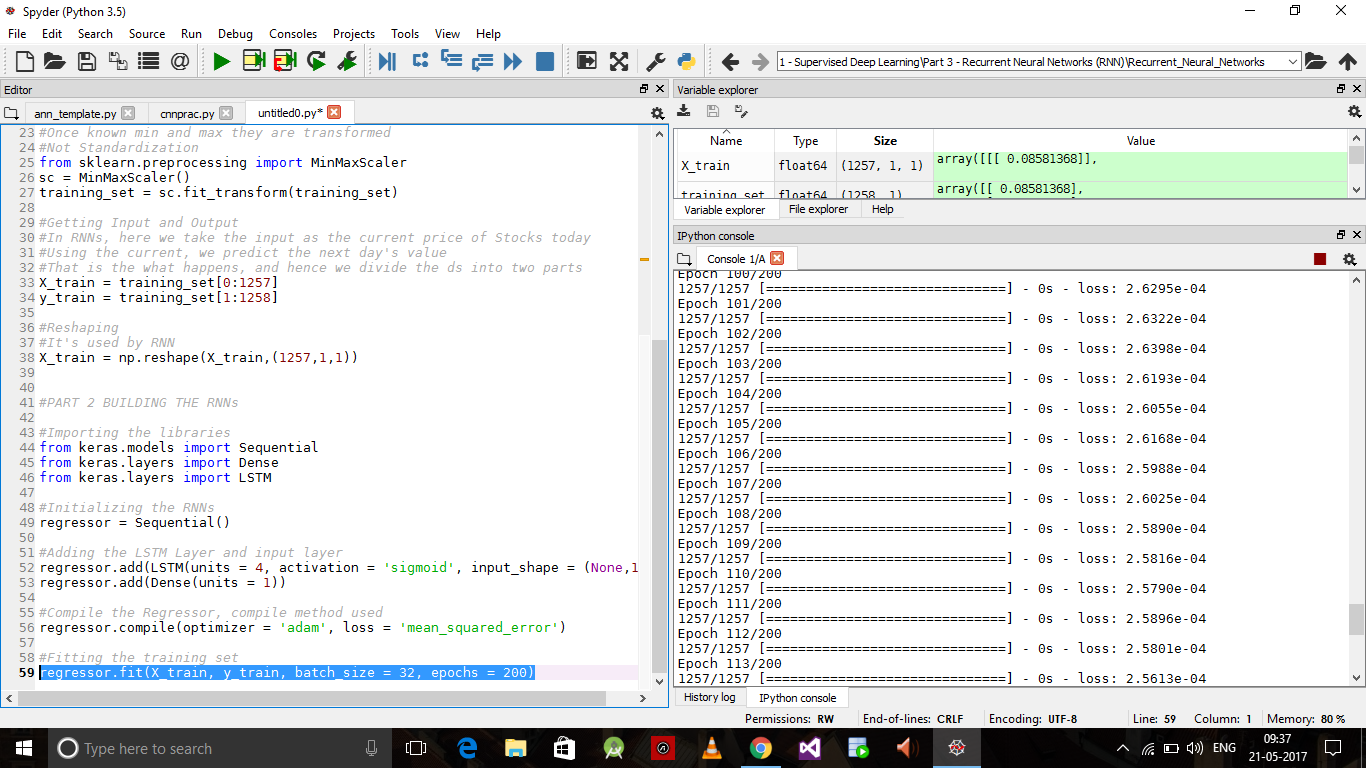 Spyder (Python 3.5)
File Edit Search Source Run Debug Consoles Projects Tools View Help
1 - Supervised Deep Learning\Part 3 - Recurrent Neural Networks (RNN)\Recurrent_Neural_Networks
Editor
ann_template.py cnnprac.py untitled0.py*
23 #Once known min and max they are transformed
24 #Not Standardization
25 from sklearn.preprocessing import MinMaxScaler
26 sc = MinMaxScaler()
27 training_set = sc.fit_transform(training_set)
28
29 #Getting Input and Output
30 #In RNNs, here we take the input as the current price of Stocks today
31 #Using the current, we predict the next day's value
32 #That is the what happens, and hence we divide the ds into two parts
33 X_train = training_set[0:1257]
34 y_train = training_set[1:1258]
35
36 #Reshaping
37 #It's used by RNN
38 X_train = np.reshape(X_train,(1257,1,1))
39
40
41 #PART 2 BUILDING THE RNNs
42
43 #Importing the libraries
44 from keras.models import Sequential
45 from keras.layers import Dense
46 from keras.layers import LSTM
47
48 #Initializing the RNNs
49 regressor = Sequential()
50
51 #Adding the LSTM Layer and input layer
52 regressor.add(LSTM(units = 4, activation = 'sigmoid', input_shape = (None,1
53 regressor.add(Dense(units = 1))
54
55 #Compile the Regressor, compile method used
56 regressor.compile(optimizer = 'adam', loss = 'mean_squared_error')
57
58 #Fitting the training set
59 regressor.fit(X_train, y_train, batch_size = 32, epochs = 200)
Variable explorer
Name Type Size Value
X_train float64 (1257, 1, 1) array([[[ 0.08581368]],
training_set float64 (1258, 1) array([[ 0.08581368],
Variable explorer File explorer Help
IPython console
Console 1/A
Epoch 100/200
1257/1257 [==============================] - 0s - loss: 2.6295e-04
Epoch 101/200
1257/1257 [==============================] - 0s - loss: 2.6322e-04
Epoch 102/200
1257/1257 [==============================] - 0s - loss: 2.6398e-04
Epoch 103/200
1257/1257 [==============================] - 0s - loss: 2.6193e-04
Epoch 104/200
1257/1257 [==============================] - 0s - loss: 2.6055e-04
Epoch 105/200
1257/1257 [==============================] - 0s - loss: 2.6168e-04
Epoch 106/200
1257/1257 [==============================] - 0s - loss: 2.5988e-04
Epoch 107/200
1257/1257 [==============================] - 0s - loss: 2.6025e-04
Epoch 108/200
1257/1257 [==============================] - 0s - loss: 2.5890e-04
Epoch 109/200
1257/1257 [==============================] - 0s - loss: 2.5816e-04
Epoch 110/200
1257/1257 [==============================] - 0s - loss: 2.5790e-04
Epoch 111/200
1257/1257 [==============================] - 0s - loss: 2.5896e-04
Epoch 112/200
1257/1257 [==============================] - 0s - loss: 2.5801e-04
Epoch 113/200
1257/1257 [==============================] - 0s - loss: 2.5613e-04
History log IPython console
Permissions: RW End-of-lines: CRLF Encoding: UTF-8 Line: 59 Column: 1 Memory: 80 %
Type here to search
ENG
09:37
21-05-2017